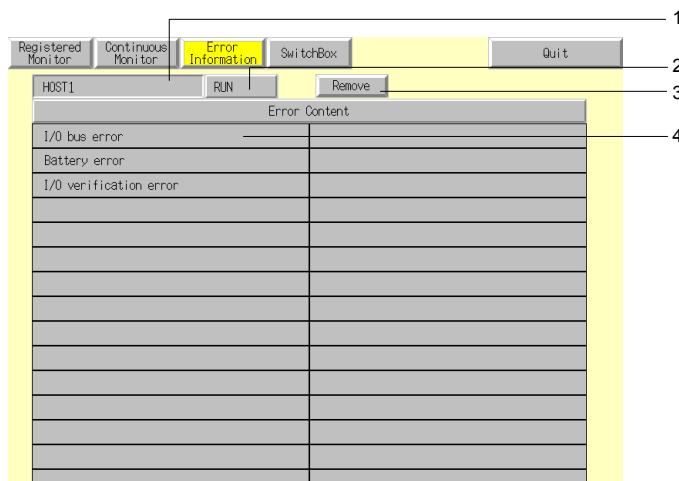 1
Registered Continuous Error SwitchBox Quit
Monitor Monitor Information
2
HOST1 RUN Remove
3
Error Content
I/O bus error
4
Battery error
I/O verification error